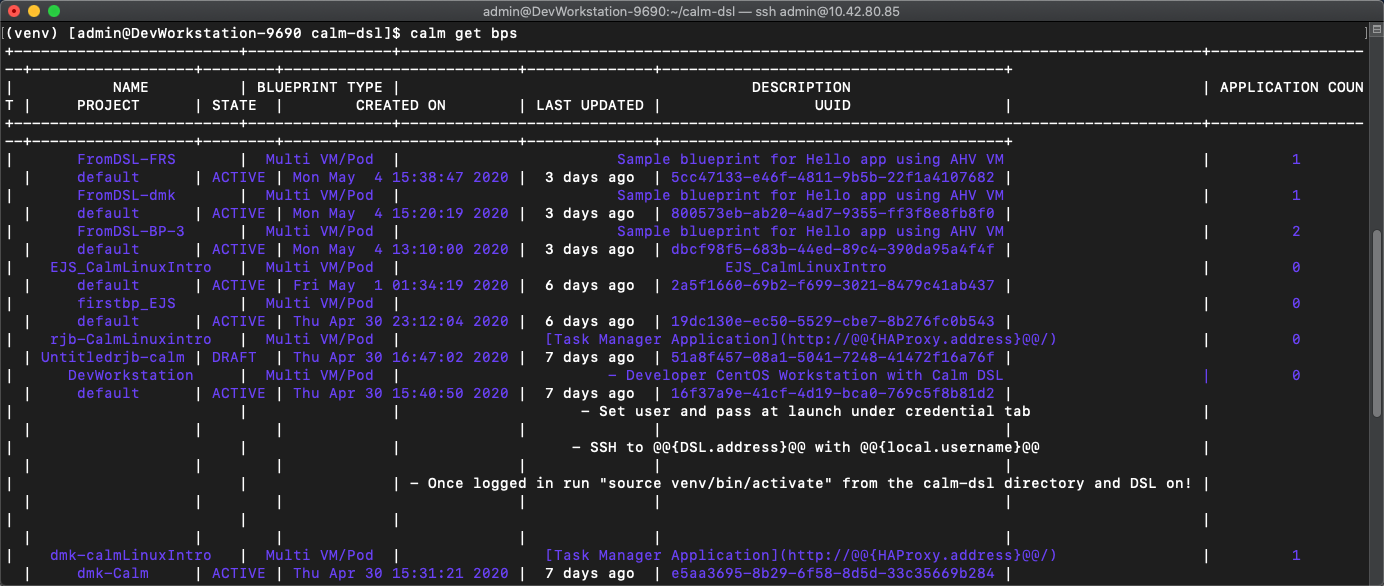 admin@DevWorkstation-9690:~/calm-dsl — ssh admin@10.42.80.85
(venv) [admin@DevWorkstation-9690 calm-dsl]$ calm get bps
| NAME | BLUEPRINT TYPE | DESCRIPTION | APPLICATION COUN
T | PROJECT | STATE | CREATED ON | LAST UPDATED | UUID |
| FromDSL-FRS | Multi VM/Pod | Sample blueprint for Hello app using AHV VM | 1
| default | ACTIVE | Mon May 4 15:38:47 2020 | 3 days ago | 5cc47133-e46f-4811-9b5b-22f1a4107682 |
| FromDSL-dmk | Multi VM/Pod | Sample blueprint for Hello app using AHV VM | 1
| default | ACTIVE | Mon May 4 15:20:19 2020 | 3 days ago | 800573eb-ab20-4ad7-9355-ff3f8e8fb8f0 |
| FromDSL-BP-3 | Multi VM/Pod | Sample blueprint for Hello app using AHV VM | 2
| default | ACTIVE | Mon May 4 13:10:00 2020 | 3 days ago | dbcf98f5-683b-44ed-89c4-390da95a4f4f |
| EJS_CalmLinuxIntro | Multi VM/Pod | EJS_CalmLinuxIntro | 0
| default | ACTIVE | Fri May 1 01:34:19 2020 | 6 days ago | 2a5f1660-69b2-f699-3021-8479c41ab437 |
| firstbp_EJS | Multi VM/Pod | | 0
| default | ACTIVE | Thu Apr 30 23:12:04 2020 | 6 days ago | 19dc130e-ec50-5529-cbe7-8b276fc0b543 |
| rjb-CalmLinuxintro | Multi VM/Pod | [Task Manager Application](http://@@{HAProxy.address}@@/) | 0
| Untitledrjb-calm | DRAFT | Thu Apr 30 16:47:02 2020 | 7 days ago | 51a8f457-08a1-5041-7248-41472f16a76f |
| DevWorkstation | Multi VM/Pod | - Developer CentOS Workstation with Calm DSL | 0
| default | ACTIVE | Thu Apr 30 15:40:50 2020 | 7 days ago | 16f37a9e-41cf-4d19-bca0-769c5f8b81d2 |
| | | - Set user and pass at launch under credential tab |
| | | | | |
| | | - SSH to @@{DSL.address}@@ with @@{local.username}@@ |
| | | | | |
| | | - Once logged in run "source venv/bin/activate" from the calm-dsl directory and DSL on! |
| | | | | |
| | | |
| | | | | |
| dmk-calmLinuxIntro | Multi VM/Pod | [Task Manager Application](http://@@{HAProxy.address}@@/) | 1
| dmk-Calm | ACTIVE | Thu Apr 30 15:31:21 2020 | 7 days ago | e5aa3695-8b29-6f58-8d5d-33c35669b284 |